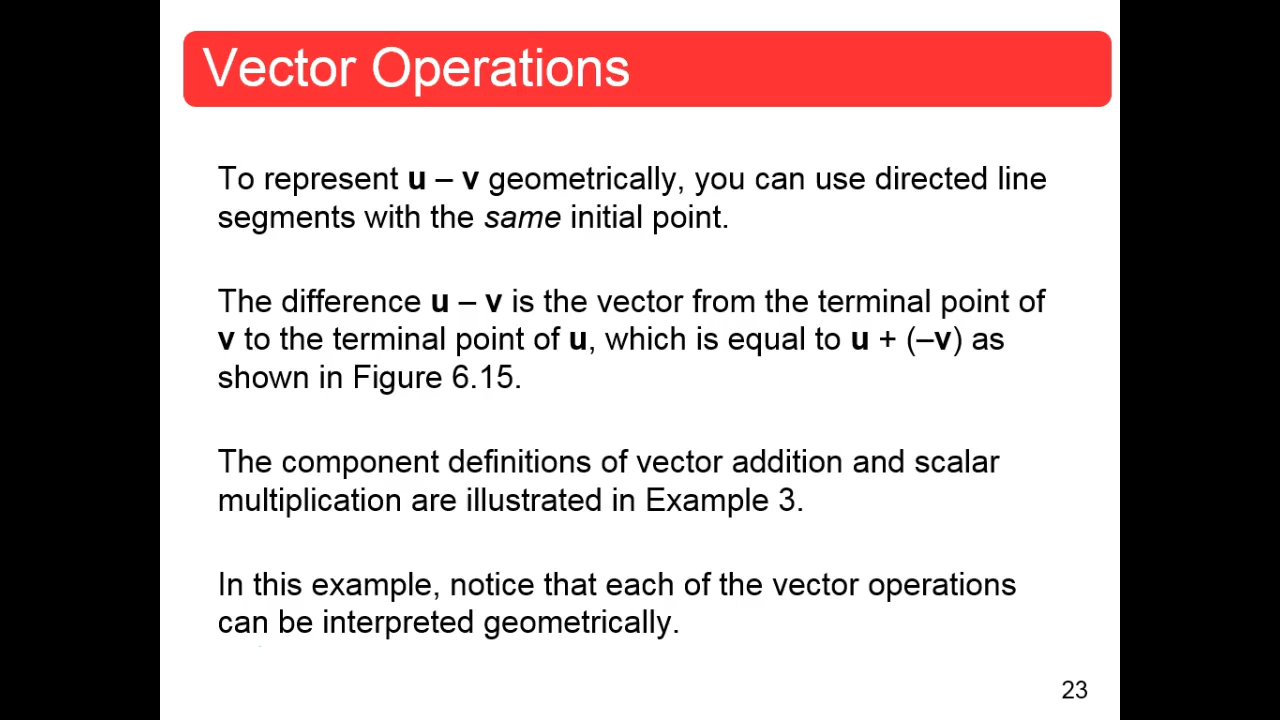 Vector Operations
To represent u – v geometrically, you can use directed line
segments with the same initial point.
The difference u – v is the vector from the terminal point of
v to the terminal point of u, which is equal to u + (–v) as
shown in Figure 6.15.
The component definitions of vector addition and scalar
multiplication are illustrated in Example 3.
In this example, notice that each of the vector operations
can be interpreted geometrically.
23